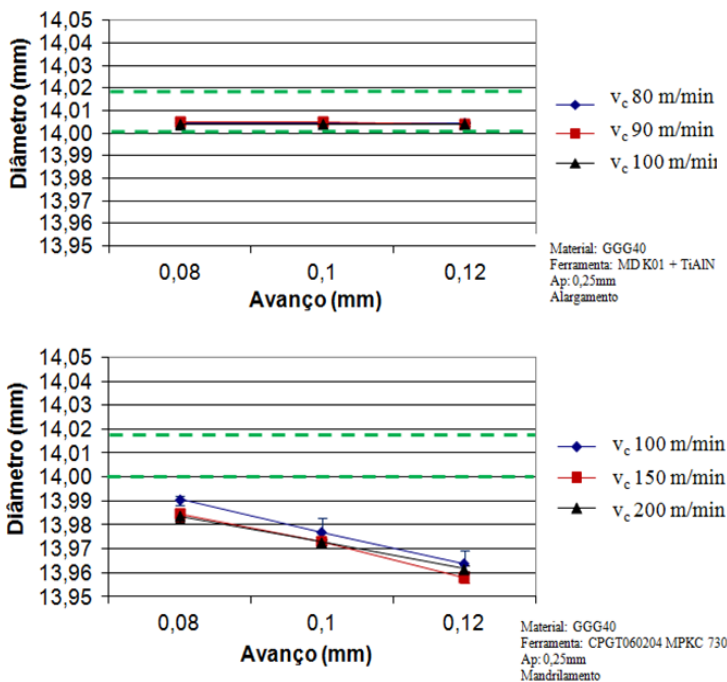 14,05
14,04
14,03
14,02
14,01
14,00
13,99
13,98
13,97
13,96
13,95
Diâmetro (mm)
0,08 0,1 0,12
Avanço (mm)
vc 80 m/min
vc 90 m/min
vc 100 m/min
Material: GGG40
Ferramenta: MD K01 + TiAlN
Ap: 0,25mm
Alargamento
14,05
14,04
14,03
14,02
14,01
14,00
13,99
13,98
13,97
13,96
13,95
Diâmetro (mm)
0,08 0,1 0,12
Avanço (mm)
vc 100 m/min
vc 150 m/min
vc 200 m/min
Material: GGG40
Ferramenta: CPGT060204 MPKC 730
Ap: 0,25mm
Mandrilamento